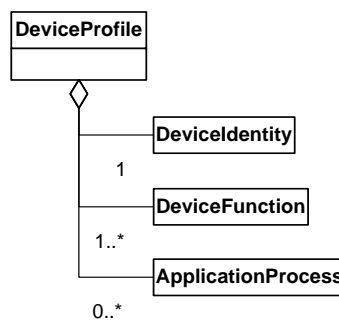 DeviceProfile
DeviceIdentity
1
DeviceFunction
1..*
ApplicationProcess
0..*